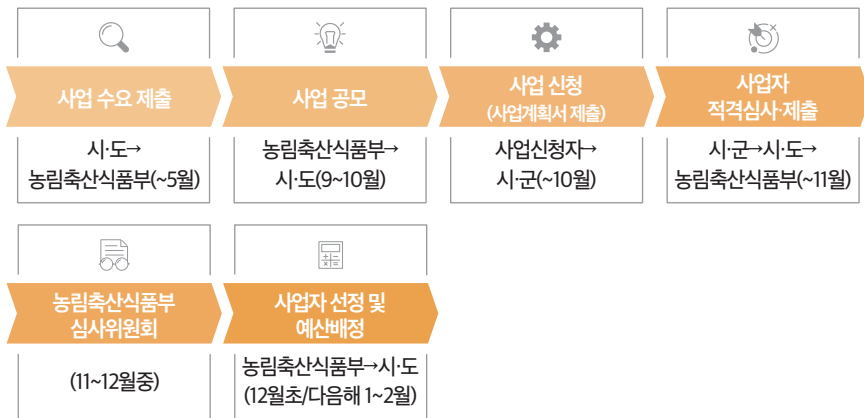 사업 수요 제출
시·도→
농림축산식품부(~5월)
사업 공모
농림축산식품부→
시·도(9~10월)
사업 신청
(사업계획서 제출)
사업신청자→
시·군(~10월)
사업자
적격심사·제출
시·군→시·도→
농림축산식품부(~11월)
농림축산식품부
심사위원회
(11~12월중)
사업자 선정 및
예산배정
농림축산식품부→시·도
(12월초/다음해 1~2월)